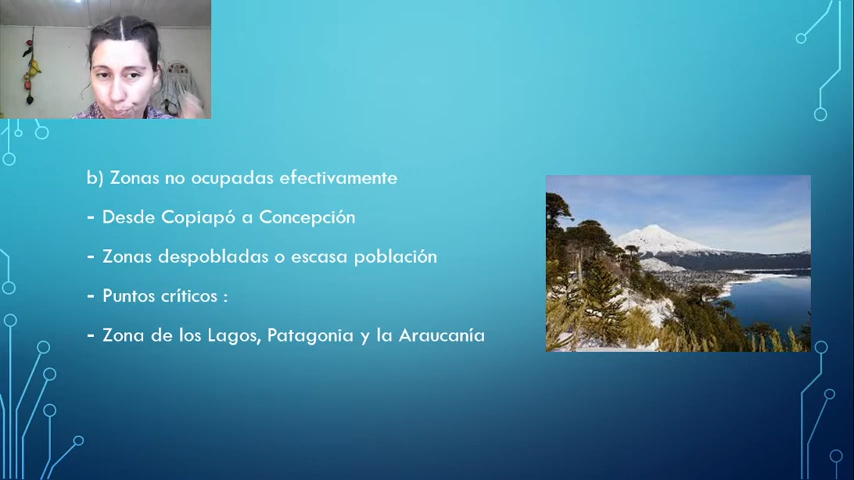 b) Zonas no ocupadas efectivamente
- Desde Copiapó a Concepción
- Zonas despobladas o escasa población
- Puntos críticos :
- Zona de los Lagos, Patagonia y la Araucanía